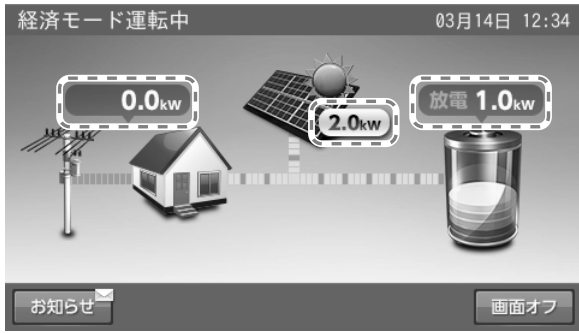 経済モード運転中 03月14日 12:34
0.0kw
2.0kw
放電 1.0kw
お知らせ
画面オフ